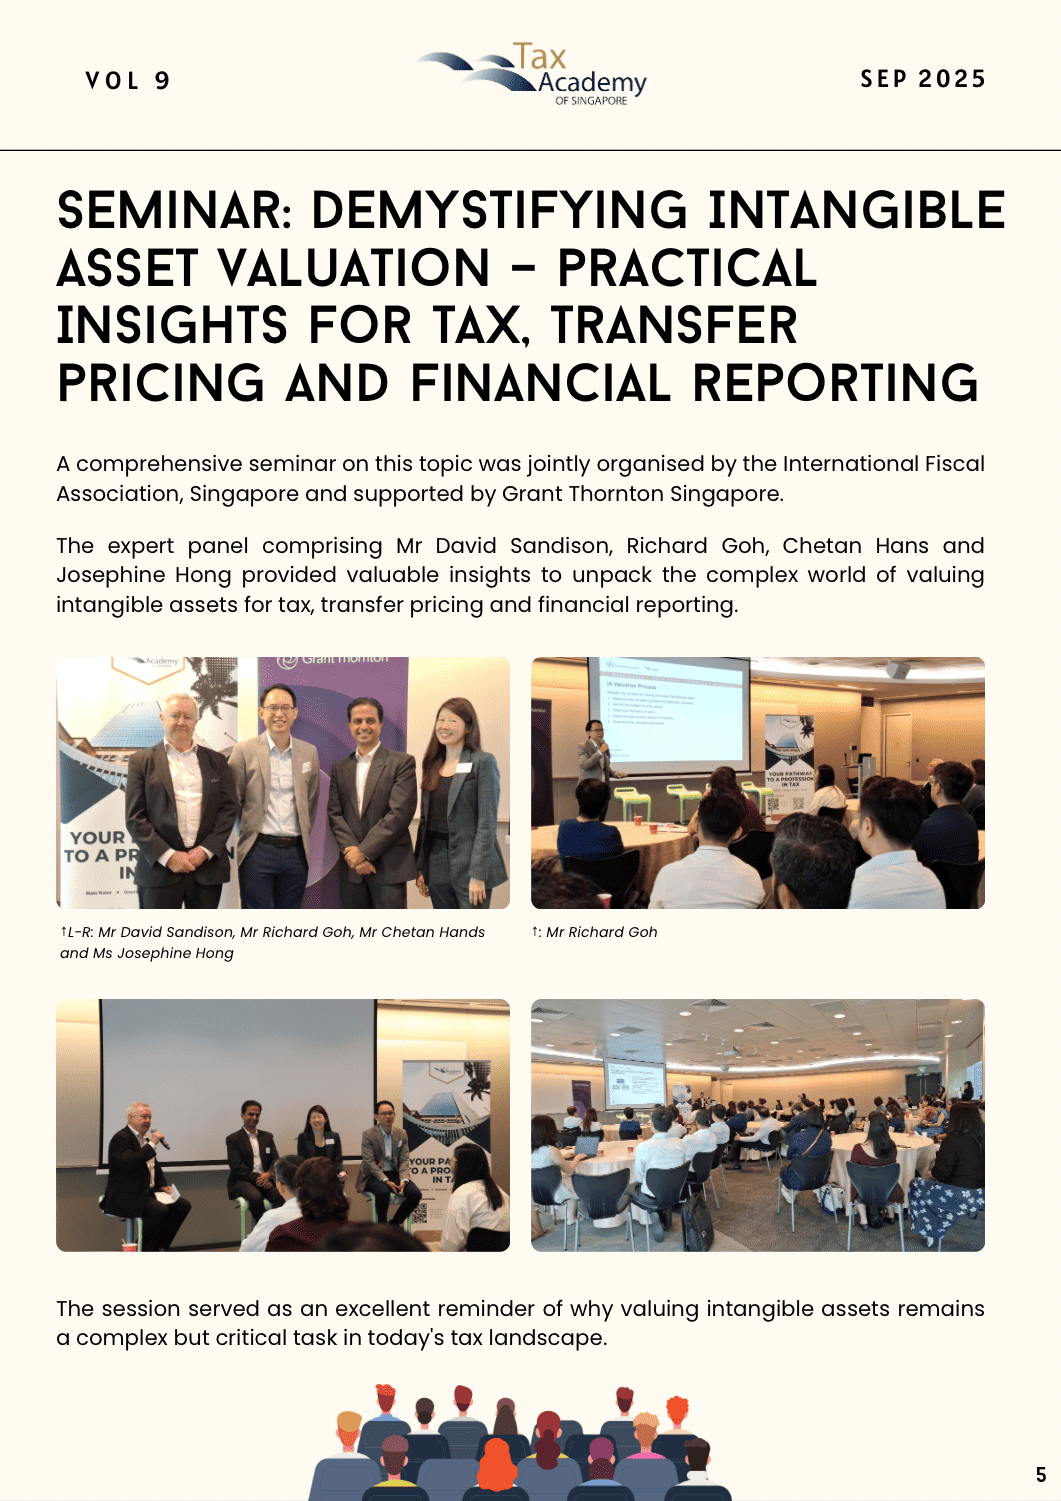 VOL 9
Tax
Academy
OF SINGAPORE
SEP 2025
SEMINAR: DEMYSTIFYING INTANGIBLE
ASSET VALUATION – PRACTICAL
INSIGHTS FOR TAX, TRANSFER
PRICING AND FINANCIAL REPORTING
A comprehensive seminar on this topic was jointly organised by the International Fiscal
Association, Singapore and supported by Grant Thornton Singapore.
The expert panel comprising Mr David Sandison, Richard Goh, Chetan Hans and
Josephine Hong provided valuable insights to unpack the complex world of valuing
intangible assets for tax, transfer pricing and financial reporting.
Academy
Grant Thornton
YOUR
TO A PR
IN
IA Valuation Process
YOUR PATHWAY
TO A PROFESSION
IN TAX
↑L-R: Mr David Sandison, Mr Richard Goh, Mr Chetan Hands
and Ms Josephine Hong
↑: Mr Richard Goh
Academy
YOUR PA
TO A PRO
IN TA
The session served as an excellent reminder of why valuing intangible assets remains
a complex but critical task in today's tax landscape.
5